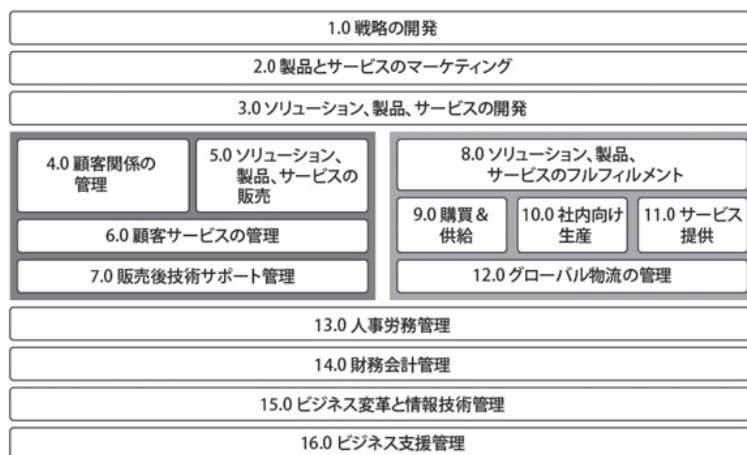 1.0 戦略の開発
2.0 製品とサービスのマーケティング
3.0 ソリューション、製品、サービスの開発
4.0 顧客関係の
管理
5.0 ソリューション、
製品、サービスの
販売
6.0 顧客サービスの管理
7.0 販売後技術サポート管理
8.0 ソリューション、製品、
サービスのフルフィルメント
9.0 購買＆
供給
10.0 社内向け
生産
11.0 サービス
提供
12.0 グローバル物流の管理
13.0 人事労務管理
14.0 財務会計管理
15.0 ビジネス変革と情報技術管理
16.0 ビジネス支援管理